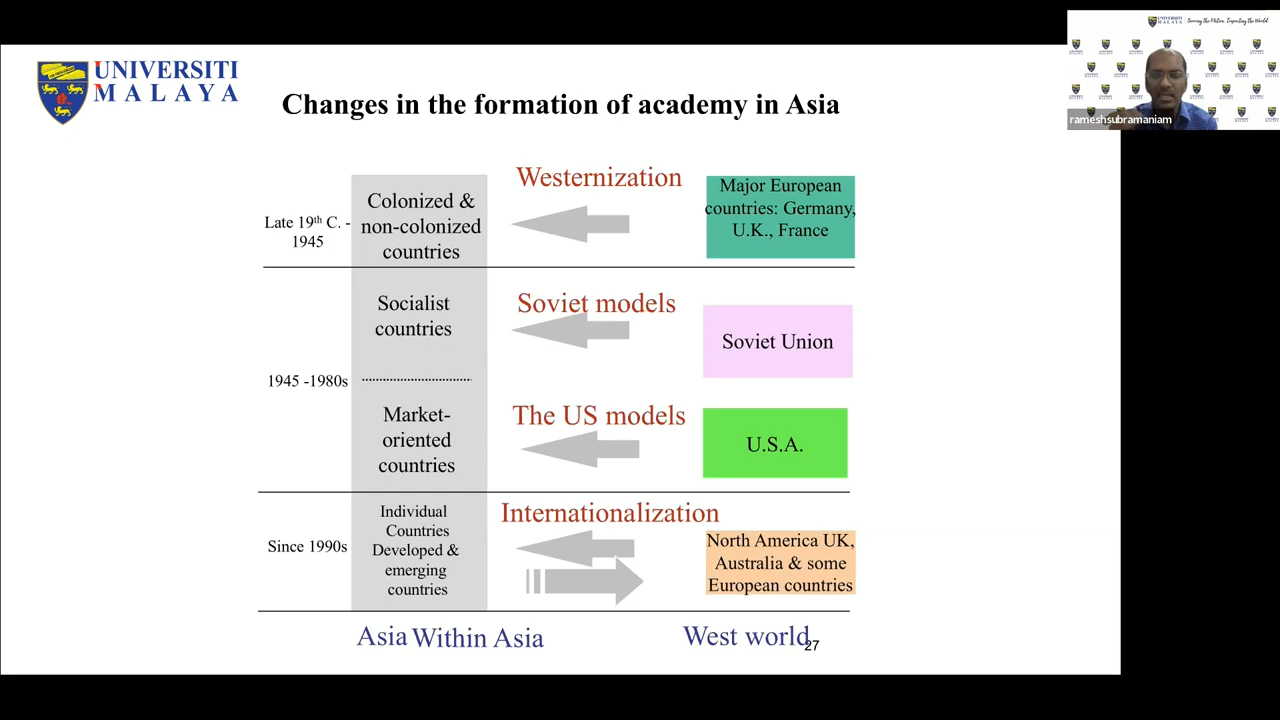 UNIVERSITI
MALAYA
Changes in the formation of academy in Asia
UNIVERSITI
MALAYA
rameshsubramaniam
Westernization
Late 19th C. -
1945
Colonized &
non-colonized
countries
Major European
countries: Germany,
U.K., France
1945 -1980s
Socialist
countries
Soviet models
Soviet Union
Market-
oriented
countries
The US models
U.S.A.
Since 1990s
Individual
Countries
Developed &
emerging
countries
Internationalization
North America UK,
Australia & some
European countries
Asia Within Asia
West world
27